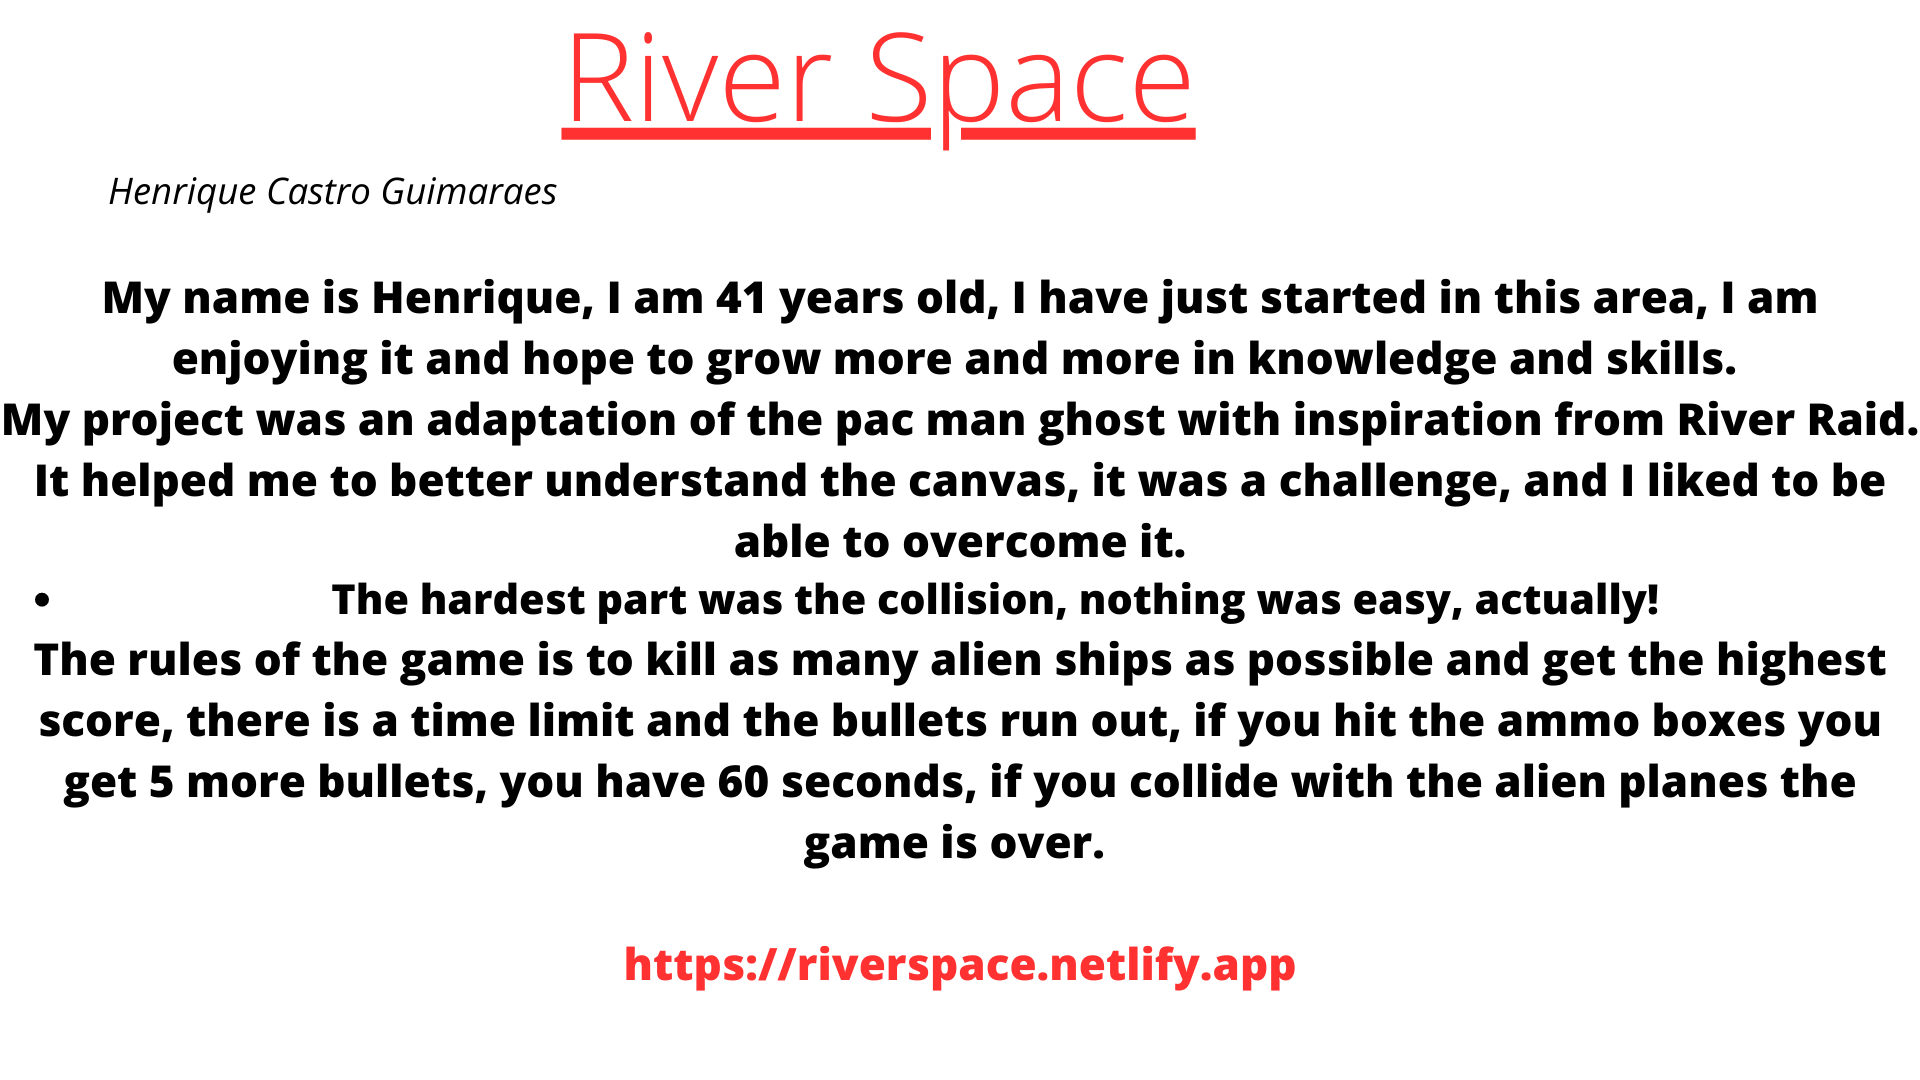 River Space
Henrique Castro Guimaraes
My name is Henrique, I am 41 years old, I have just started in this area, I am
enjoying it and hope to grow more and more in knowledge and skills.
My project was an adaptation of the pac man ghost with inspiration from River Raid.
It helped me to better understand the canvas, it was a challenge, and I liked to be
able to overcome it.
• The hardest part was the collision, nothing was easy, actually!
The rules of the game is to kill as many alien ships as possible and get the highest
score, there is a time limit and the bullets run out, if you hit the ammo boxes you
get 5 more bullets, you have 60 seconds, if you collide with the alien planes the
game is over.
https://riverspace.netlify.app